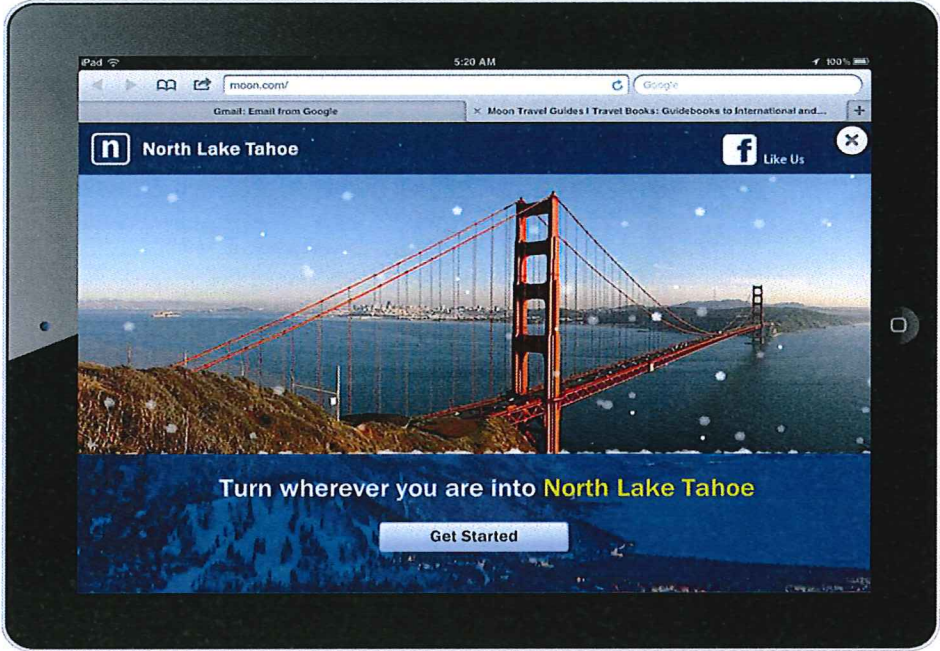 iPad
5:20 AM
100%
moon.com/
Google
Gmail: Email from Google
× Moon Travel Guides | Travel Books: Guidebooks to International and...
+
n North Lake Tahoe
f Like Us
×
Turn wherever you are into North Lake Tahoe
Get Started